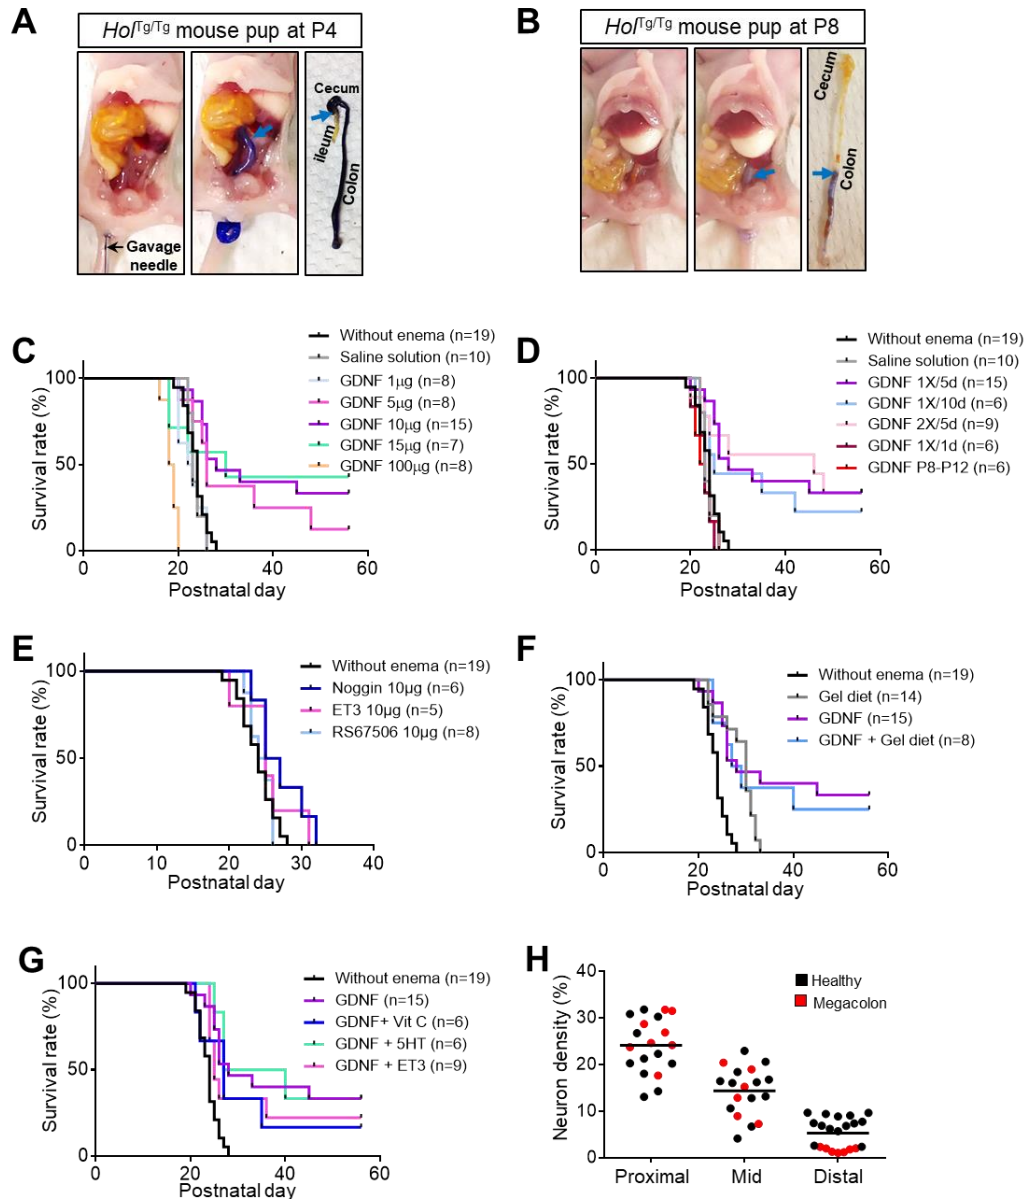 A
Hol^Tg/Tg mouse pup at P4
Gavage
needle
Cecum
ileum
Colon
B
Hol^Tg/Tg mouse pup at P8
Cecum
Colon
C
Survival rate (%)
100
50
0
0 20 40 60
Postnatal day
Without enema (n=19)
Saline solution (n=10)
GDNF 1µg (n=8)
GDNF 5µg (n=8)
GDNF 10µg (n=15)
GDNF 15µg (n=7)
GDNF 100µg (n=8)
D
Survival rate (%)
100
50
0
0 20 40 60
Postnatal day
Without enema (n=19)
Saline solution (n=10)
GDNF 1X/5d (n=15)
GDNF 1X/10d (n=6)
GDNF 2X/5d (n=9)
GDNF 1X/1d (n=6)
GDNF P8-P12 (n=6)
E
Survival rate (%)
100
50
0
0 10 20 30 40
Postnatal day
Without enema (n=19)
Noggin 10µg (n=6)
ET3 10µg (n=5)
RS67506 10µg (n=8)
F
Survival rate (%)
100
50
0
0 20 40 60
Postnatal day
Without enema (n=19)
Gel diet (n=14)
GDNF (n=15)
GDNF + Gel diet (n=8)
G
Survival rate (%)
100
50
0
0 20 40 60
Postnatal day
Without enema (n=19)
GDNF (n=15)
GDNF+ Vit C (n=6)
GDNF + 5HT (n=6)
GDNF + ET3 (n=9)
H
Neuron density (%)
40
30
20
10
0
Proximal Mid Distal
Healthy
Megacolon